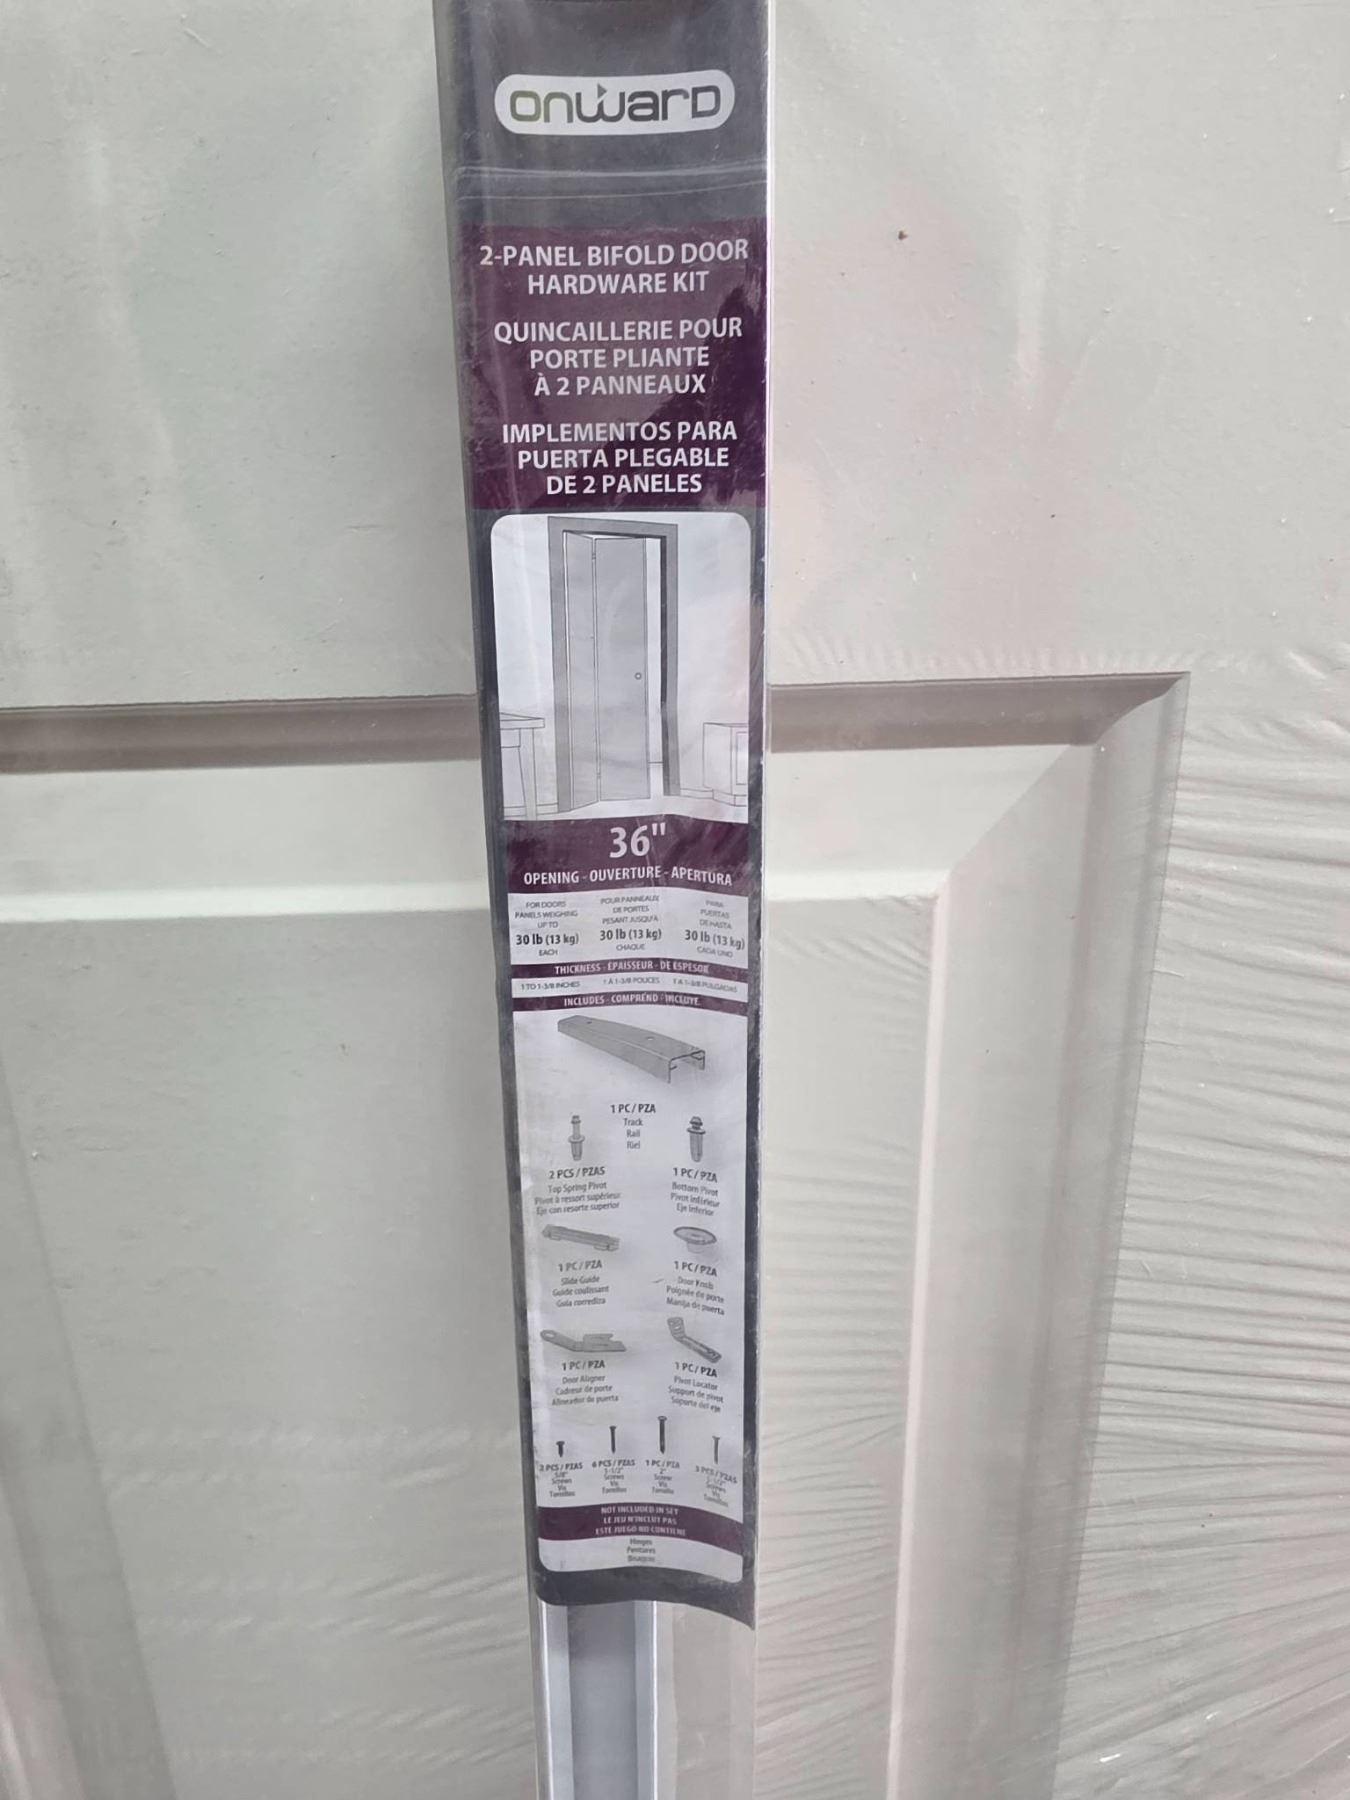 onward
2-PANEL BIFOLD DOOR
HARDWARE KIT
QUINCAILLERIE POUR
PORTE PLIANTE
À 2 PANNEAUX
IMPLEMENTOS PARA
PUERTA PLEGABLE
DE 2 PANELES
36"
OPENING - OUVERTURE - APERTURA
FOR DOORS
PANELS WEIGHING
UP TO
30 lb (13 kg)
EACH
POUR PANNEAUX
DE PORTES
PESANT JUSQU'À
30 lb (13 kg)
CHAQUE
PARA
PUERTAS
DE HASTA
30 lb (13 kg)
CADA UNO
THICKNESS - ÉPAISSEUR - DE ESPESOR
1 TO 1-3/8 INCHES
1 À 1-3/8 POUCES
1 A 1-3/8 PULGADAS
INCLUDES - COMPREND - INCLUYE
1 PC / PZA
Track
Rail
Riel
2 PCS / PZAS
Top Spring Pivot
Pivot à ressort supérieur
Eje con resorte superior
1 PC / PZA
Bottom Pivot
Pivot inférieur
Eje inferior
1 PC / PZA
Slide Guide
Guide coulissant
Guía corrediza
1 PC / PZA
Door Knob
Poignée de porte
Manija de puerta
1 PC / PZA
Door Aligner
Cadreur de porte
Alineador de puerta
1 PC / PZA
Pivot Locator
Support de pivot
Soporte del eje
2 PCS / PZAS
5/8"
Screws
Vis
Tornillos
6 PCS / PZAS
1-1/2"
Screws
Vis
Tornillos
1 PC / PZA
2"
Screw
Vis
Tornillo
3 PCS / PZAS
1-1/2"
Screws
Vis
Tornillos
NOT INCLUDED IN SET
LE JEU N'INCLUT PAS
ESTE JUEGO NO CONTIENE
Hinges
Pentures
Bisagras